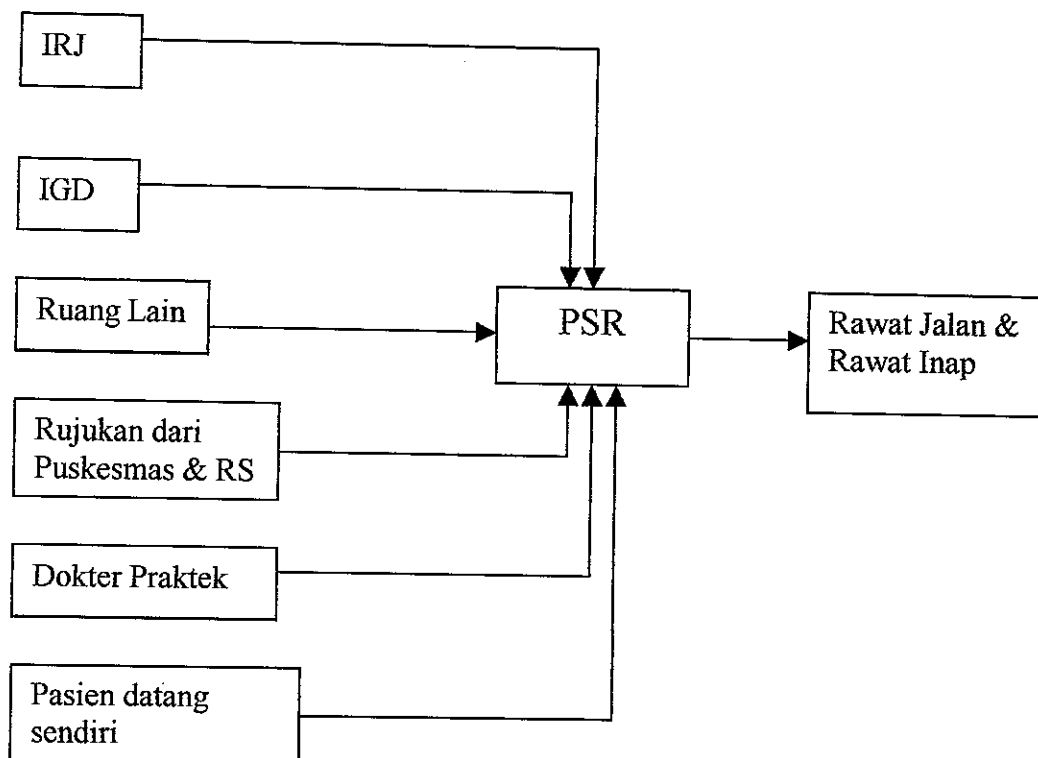 IRJ
IGD
Ruang Lain
Rujukan dari
Puskesmas & RS
Dokter Praktek
Pasien datang
sendiri
PSR
Rawat Jalan &
Rawat Inap